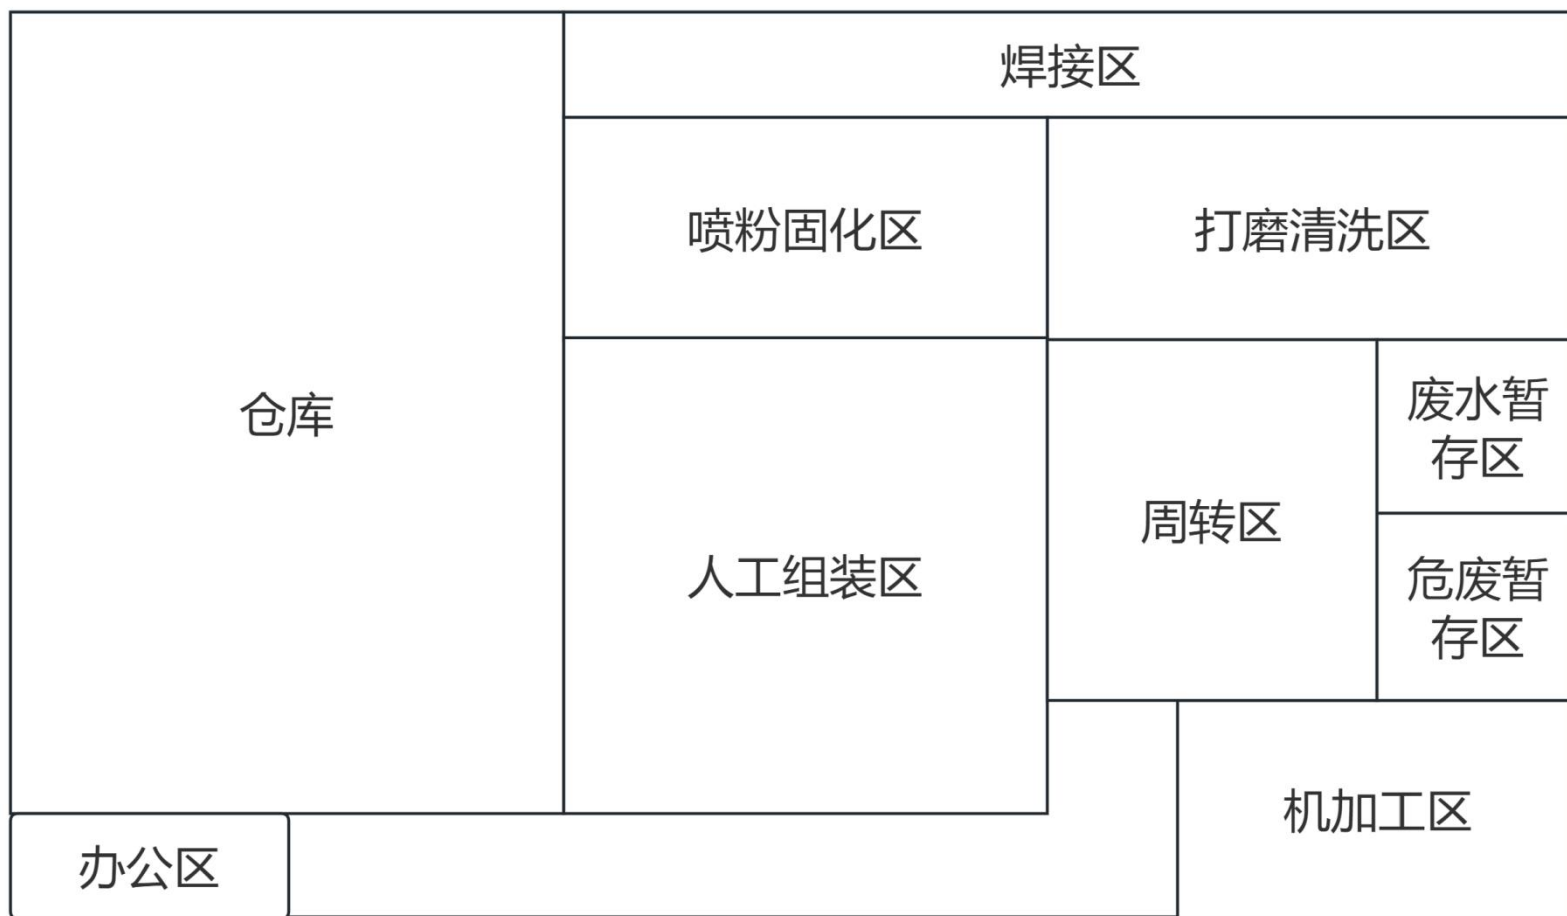 焊接区
喷粉固化区
打磨清洗区
仓库
废水暂
存区
周转区
人工组装区
危废暂
存区
机加工区
办公区